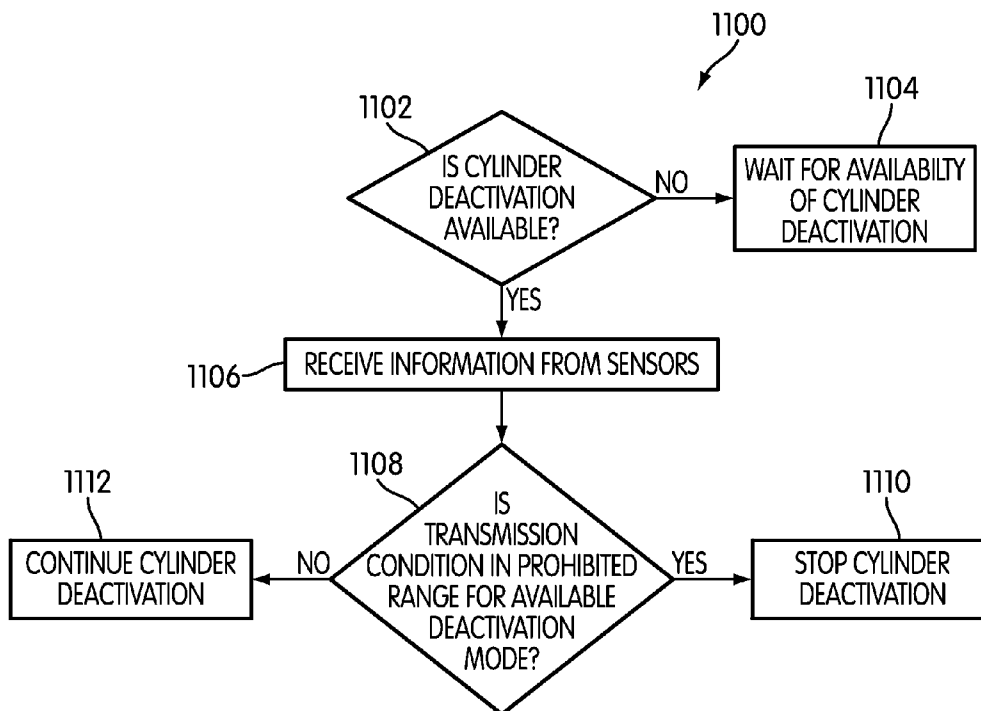 1100
1102
1104
IS CYLINDER
DEACTIVATION
AVAILABLE?
NO
WAIT FOR AVAILABILTY
OF CYLINDER
DEACTIVATION
YES
1106
RECEIVE INFORMATION FROM SENSORS
1108
1112
1110
IS
TRANSMISSION
CONDITION IN PROHIBITED
RANGE FOR AVAILABLE
DEACTIVATION
MODE?
NO
CONTINUE CYLINDER
DEACTIVATION
YES
STOP CYLINDER
DEACTIVATION